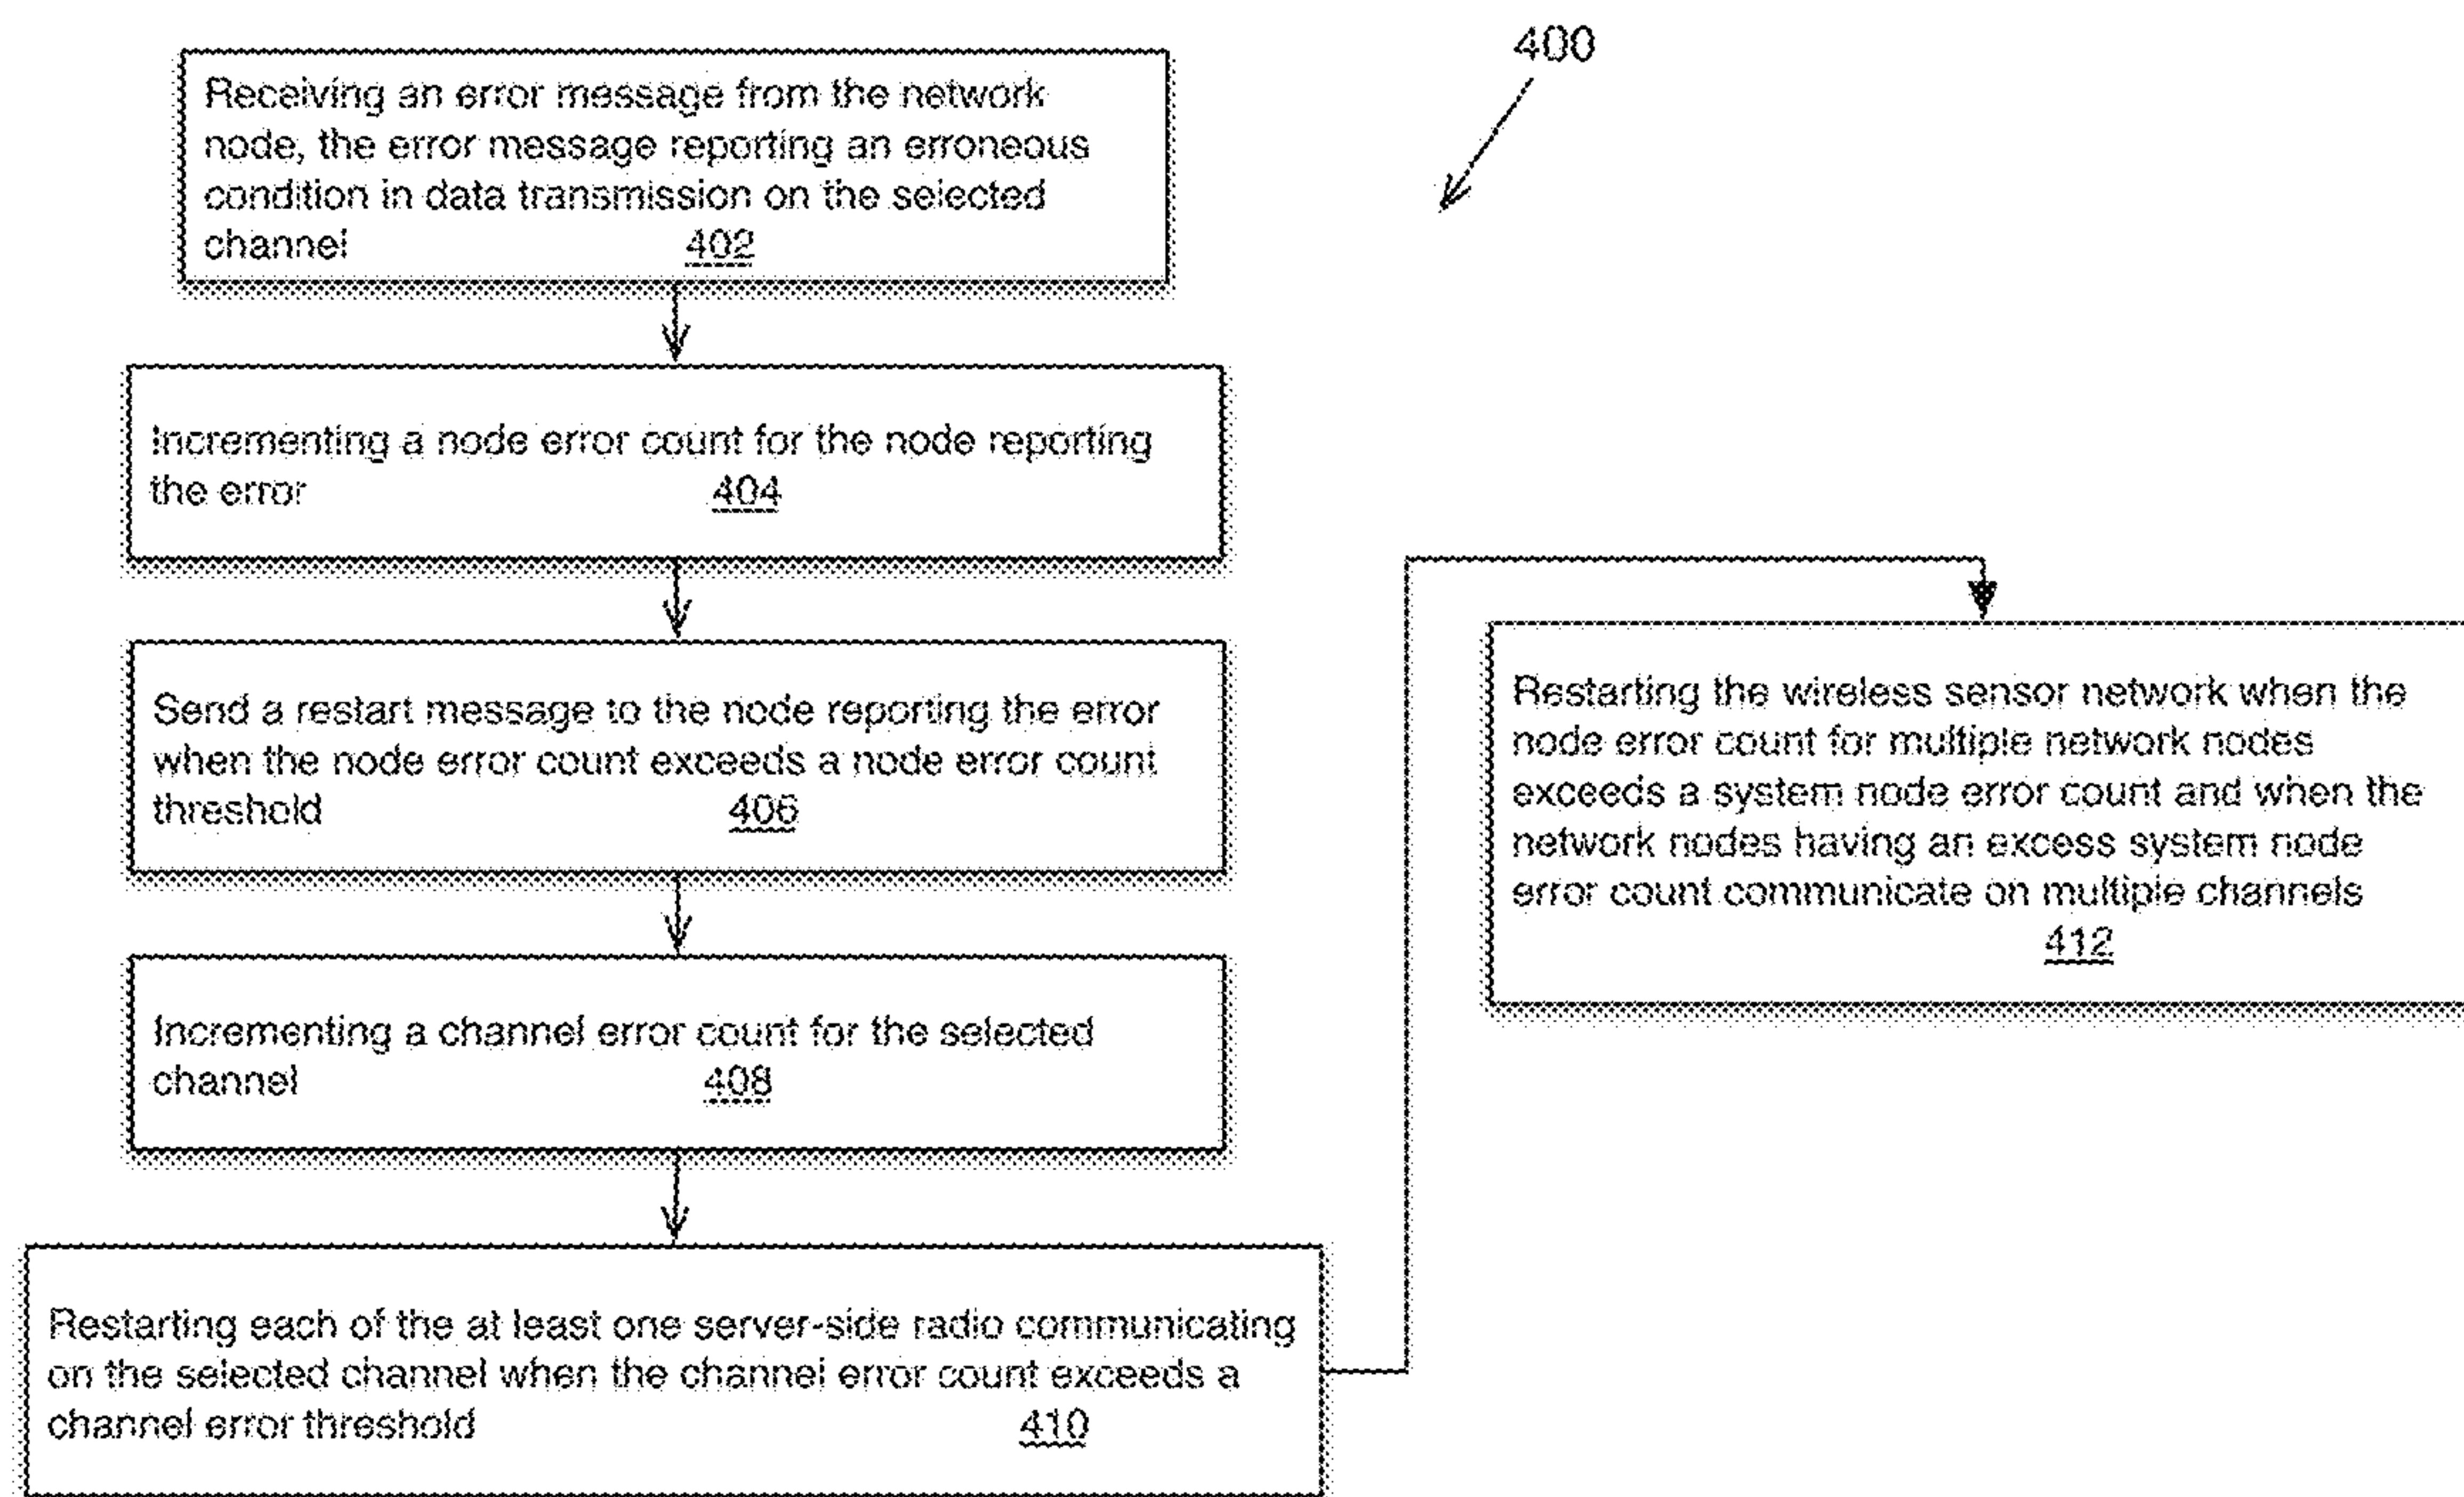 400
Receiving an error message from the network
node, the error message reporting an erroneous
condition in data transmission on the selected
channel 402
Incrementing a node error count for the node reporting
the error 404
Send a restart message to the node reporting the error
when the node error count exceeds a node error count
threshold 406
Incrementing a channel error count for the selected
channel 408
Restarting each of the at least one server-side radio communicating
on the selected channel when the channel error count exceeds a
channel error threshold 410
Restarting the wireless sensor network when the
node error count for multiple network nodes
exceeds a system node error count and when the
network nodes having an excess system node
error count communicate on multiple channels
412